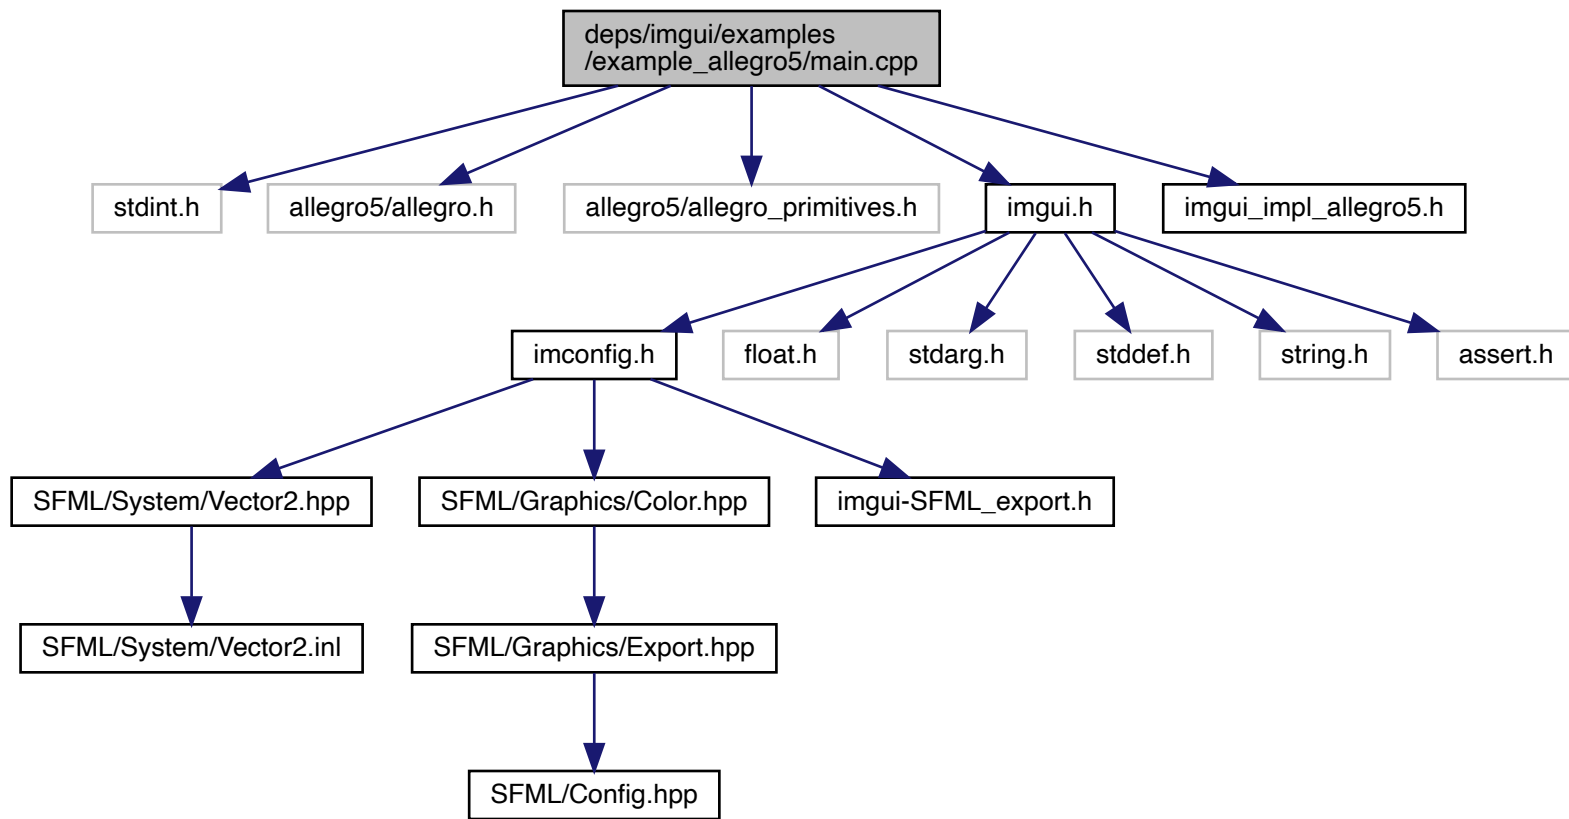 deps/imgui/examples
/example_allegro5/main.cpp
stdint.h
allegro5/allegro.h
allegro5/allegro_primitives.h
imgui.h
imgui_impl_allegro5.h
imconfig.h
float.h
stdarg.h
stddef.h
string.h
assert.h
SFML/System/Vector2.hpp
SFML/Graphics/Color.hpp
imgui-SFML_export.h
SFML/System/Vector2.inl
SFML/Graphics/Export.hpp
SFML/Config.hpp